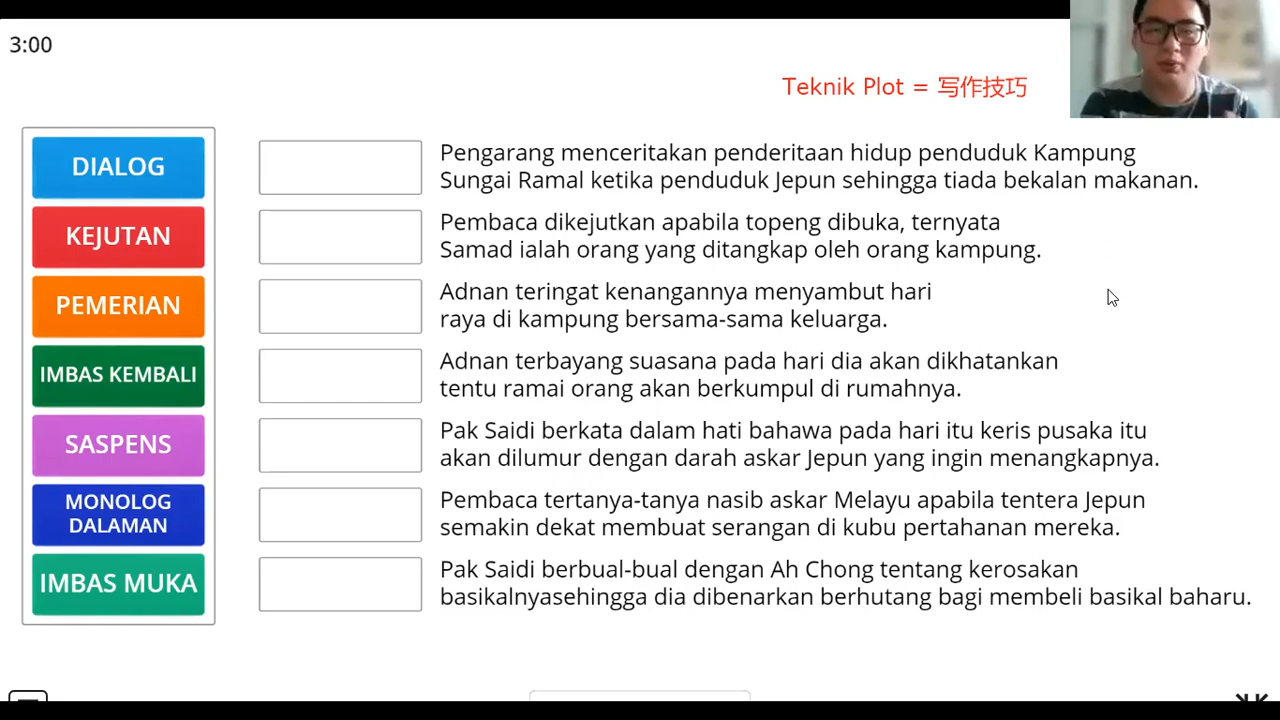 3:00
Teknik Plot = 写作技巧
DIALOG
KEJUTAN
PEMERIAN
IMBAS KEMBALI
SASPENS
MONOLOG
DALAMAN
IMBAS MUKA
Pengarang menceritakan penderitaan hidup penduduk Kampung
Sungai Ramal ketika penduduk Jepun sehingga tiada bekalan makanan.
Pembaca dikejutkan apabila topeng dibuka, ternyata
Samad ialah orang yang ditangkap oleh orang kampung.
Adnan teringat kenangannya menyambut hari
raya di kampung bersama-sama keluarga.
Adnan terbayang suasana pada hari dia akan dikhatankan
tentu ramai orang akan berkumpul di rumahnya.
Pak Saidi berkata dalam hati bahawa pada hari itu keris pusaka itu
akan dilumur dengan darah askar Jepun yang ingin menangkapnya.
Pembaca tertanya-tanya nasib askar Melayu apabila tentera Jepun
semakin dekat membuat serangan di kubu pertahanan mereka.
Pak Saidi berbual-bual dengan Ah Chong tentang kerosakan
basikalnyasehingga dia dibenarkan berhutang bagi membeli basikal baharu.